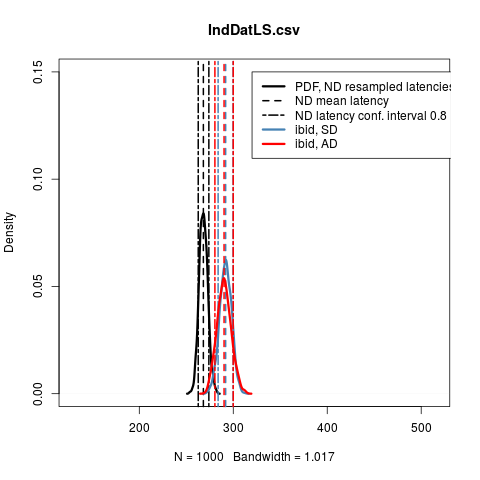 IndDatLS.csv
PDF, ND resampled latencies
ND mean latency
ND latency conf. interval 0.8
ibid, SD
ibid, AD
Density
0.15
0.10
0.05
0.00
200 300 400 500
N = 1000 Bandwidth = 1.017